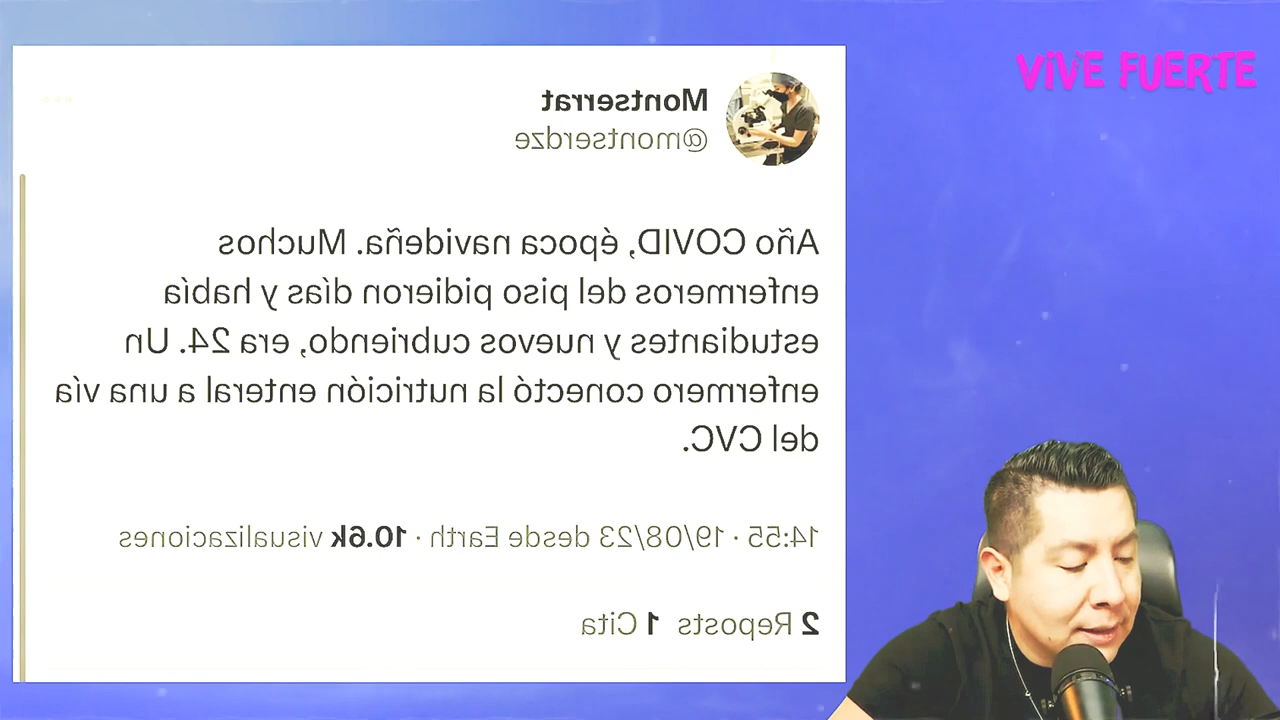 VIVE FUERTE
Montserrat
@montserdze
Año COVID, época navideña. Muchos
enfermeros del piso pidieron días y había
estudiantes y nuevos cubriendo, era 24. Un
enfermero conectó la nutrición enteral a una vía
del CVC.
14:55 · 19/08/23 desde Earth · 10.6k visualizaciones
2 Reposts 1 Cita